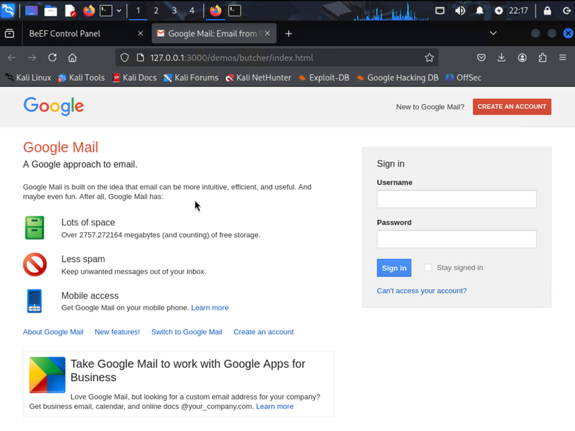 1 2 3 4
22:17
BeEF Control Panel
Google Mail: Email from G
127.0.0.1:3000/demos/butcher/index.html
Kali Linux Kali Tools Kali Docs Kali Forums Kali NetHunter Exploit-DB Google Hacking DB OffSec
Google
New to Google Mail? CREATE AN ACCOUNT
Google Mail
A Google approach to email.
Google Mail is built on the idea that email can be more intuitive, efficient, and useful. And
maybe even fun. After all, Google Mail has:
Lots of space
Over 2757.272164 megabytes (and counting) of free storage.
Less spam
Keep unwanted messages out of your inbox.
Mobile access
Get Google Mail on your mobile phone. Learn more
About Google Mail New features! Switch to Google Mail Create an account
Take Google Mail to work with Google Apps for
Business
Love Google Mail, but looking for a custom email address for your company?
Get business email, calendar, and online docs @your_company.com. Learn more
Sign in
Username
Password
Sign in Stay signed in
Can't access your account?